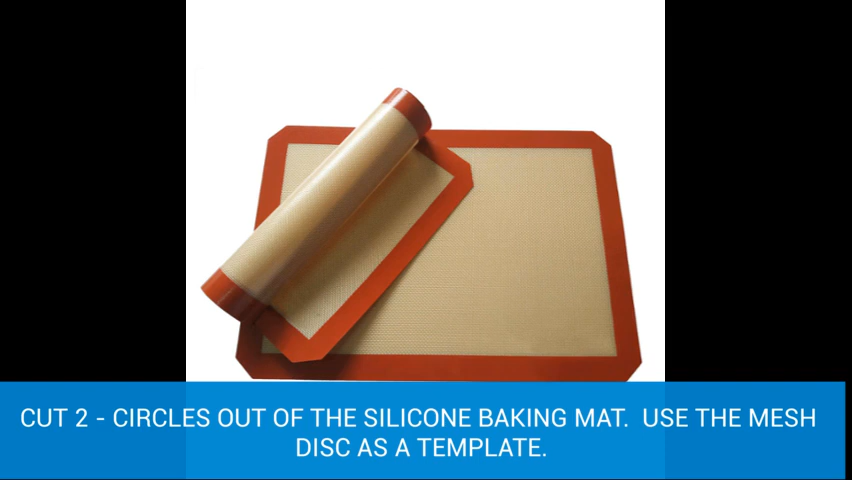 CUT 2 - CIRCLES OUT OF THE SILICONE BAKING MAT.  USE THE MESH
DISC AS A TEMPLATE.